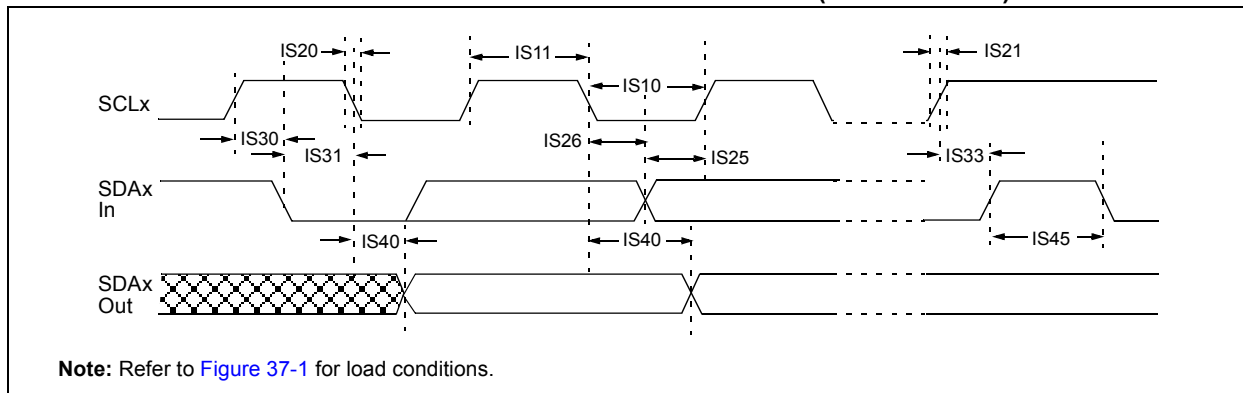 IS20
IS11
IS21
SCLx
IS10
IS30
IS26
IS31
IS25
IS33
SDAx
In
IS40
IS40
IS45
SDAx
Out
Note: Refer to Figure 37-1 for load conditions.